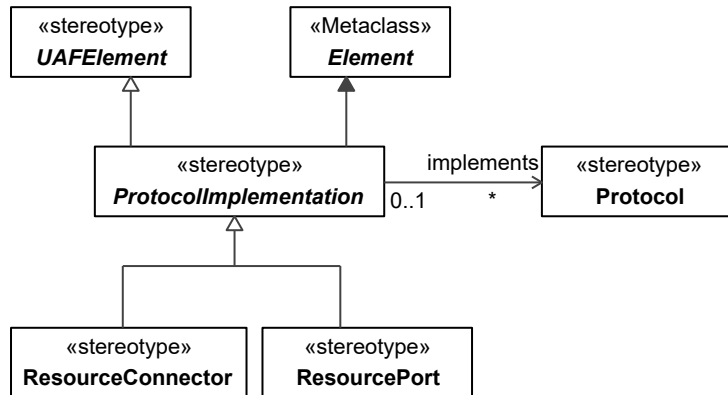 «stereotype»
UAFElement
«Metaclass»
Element
«stereotype»
ProtocolImplementation
implements
0..1
*
«stereotype»
Protocol
«stereotype»
ResourceConnector
«stereotype»
ResourcePort